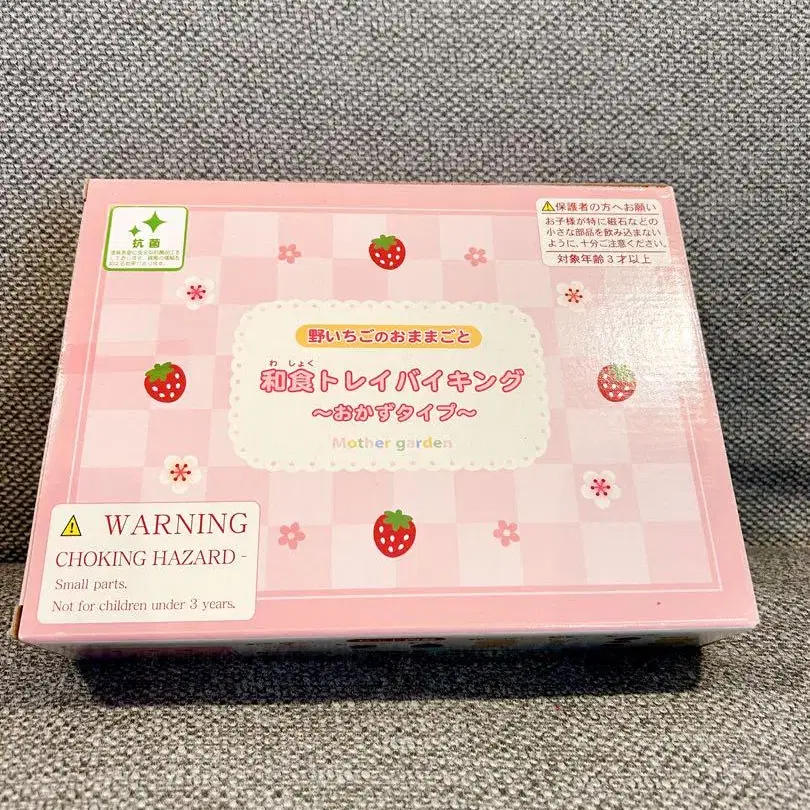 抗菌
⚠保護者の方へお願い
お子様が特に磁石などの
小さな部品を飲み込まない
ように、十分ご注意ください。
対象年齢3才以上
野いちごのおままごと
わ しょく
和食トレイバイキング
～おかずタイプ～
Mother garden
⚠ WARNING
CHOKING HAZARD -
Small parts.
Not for children under 3 years.